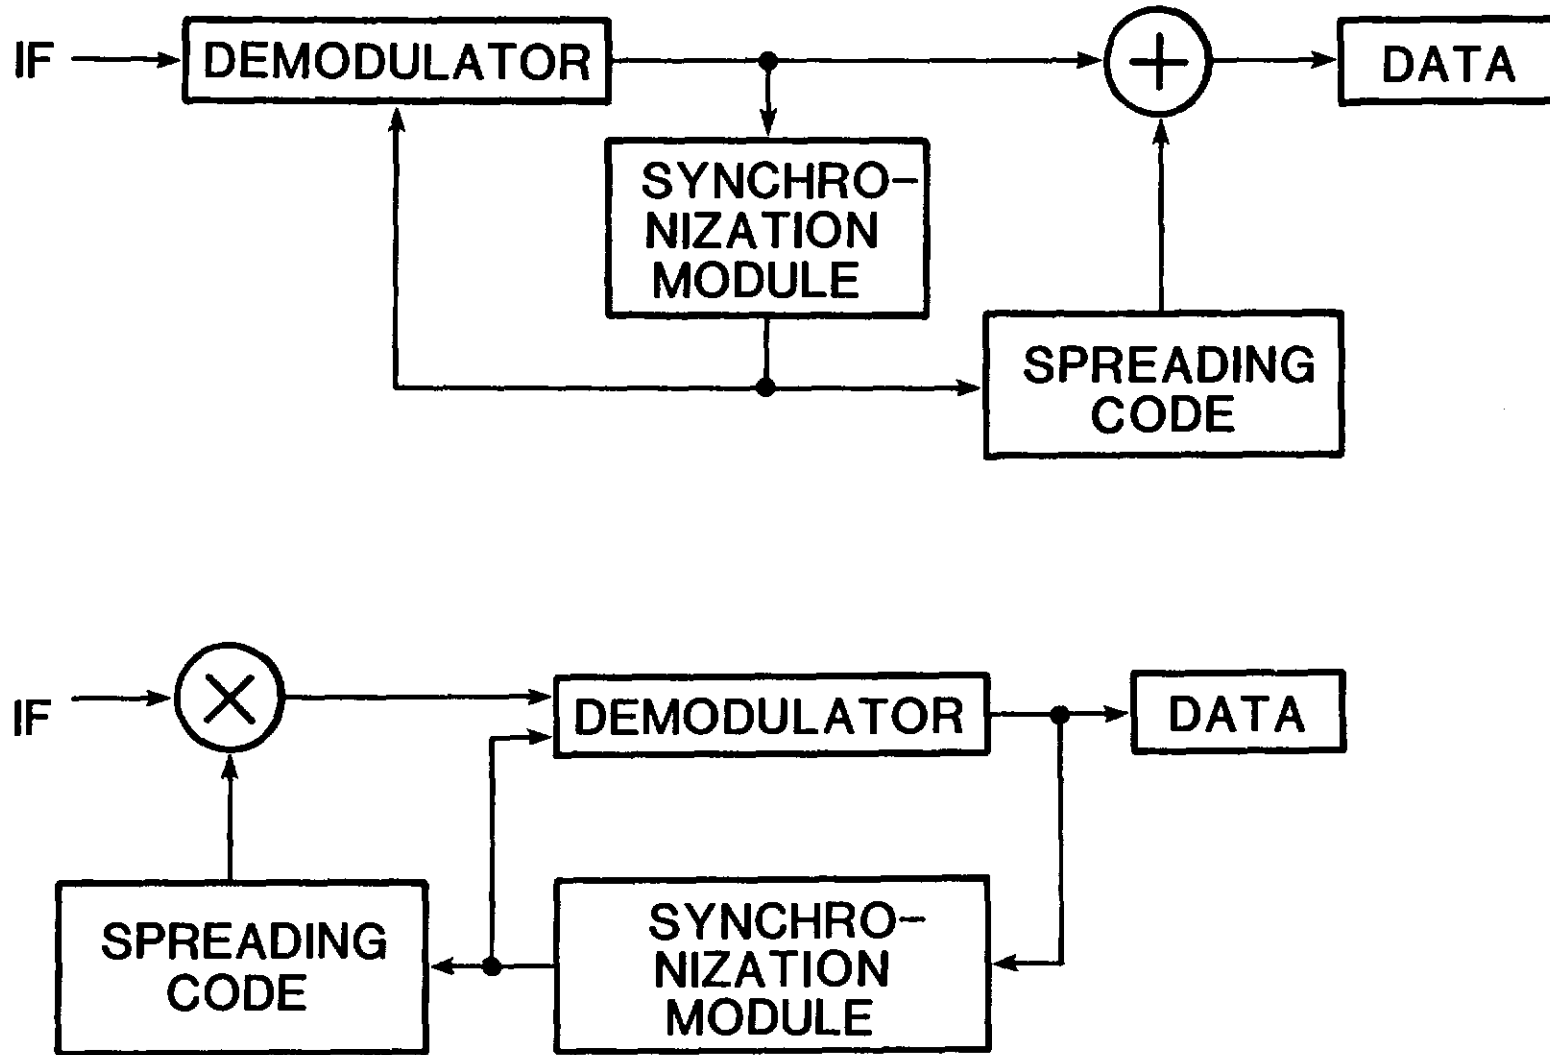 IF
DEMODULATOR
+
DATA
SYNCHRO-
NIZATION
MODULE
SPREADING
CODE
IF
×
DEMODULATOR
DATA
SPREADING
CODE
SYNCHRO-
NIZATION
MODULE